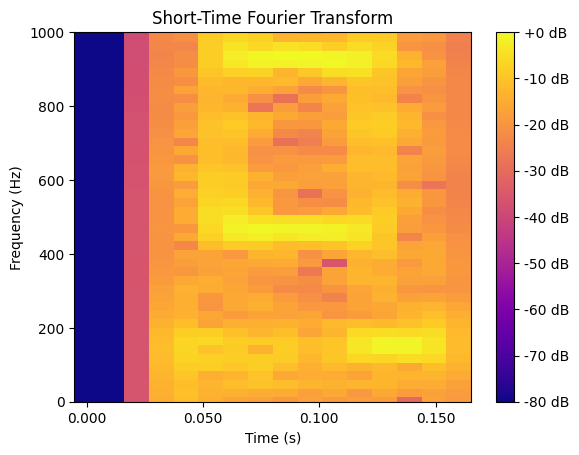 Short-Time Fourier Transform
1000
800
600
400
200
0
Frequency (Hz)
0.000
0.050
0.100
0.150
Time (s)
+0 dB
-10 dB
-20 dB
-30 dB
-40 dB
-50 dB
-60 dB
-70 dB
-80 dB